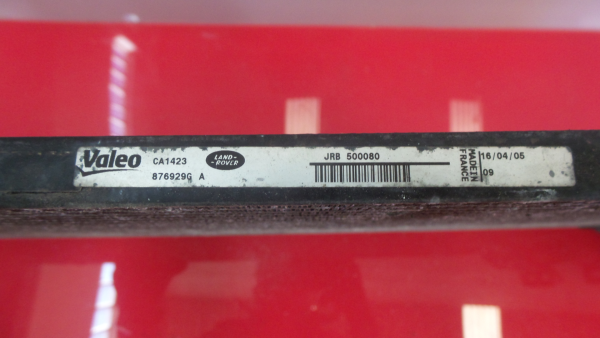 Valeo
CA1423
876929G A
LAND-
-ROVER
JRB 500080
MADE IN
FRANCE
16/04/05
09